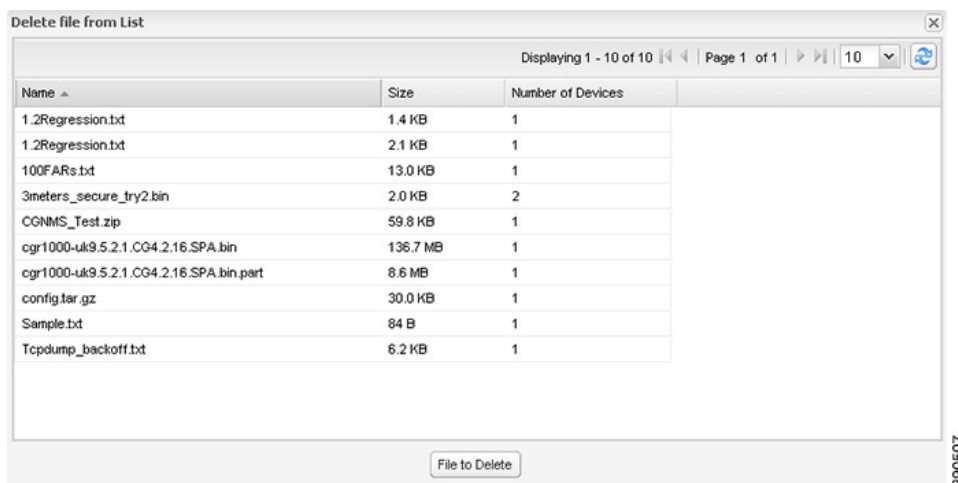 Delete file from List
Displaying 1 - 10 of 10 | Page 1 of 1 | 10
Name Size Number of Devices
1.2Regression.txt 1.4 KB 1
1.2Regression.txt 2.1 KB 1
100FARs.txt 13.0 KB 1
3meters_secure_try2.bin 2.0 KB 2
CGNMS_Test.zip 59.8 KB 1
cgr1000-uk9.5.2.1.CG4.2.16.SPA.bin 136.7 MB 1
cgr1000-uk9.5.2.1.CG4.2.16.SPA.bin.part 8.6 MB 1
config.tar.gz 30.0 KB 1
Sample.txt 84 B 1
Tcpdump_backoff.txt 6.2 KB 1
File to Delete